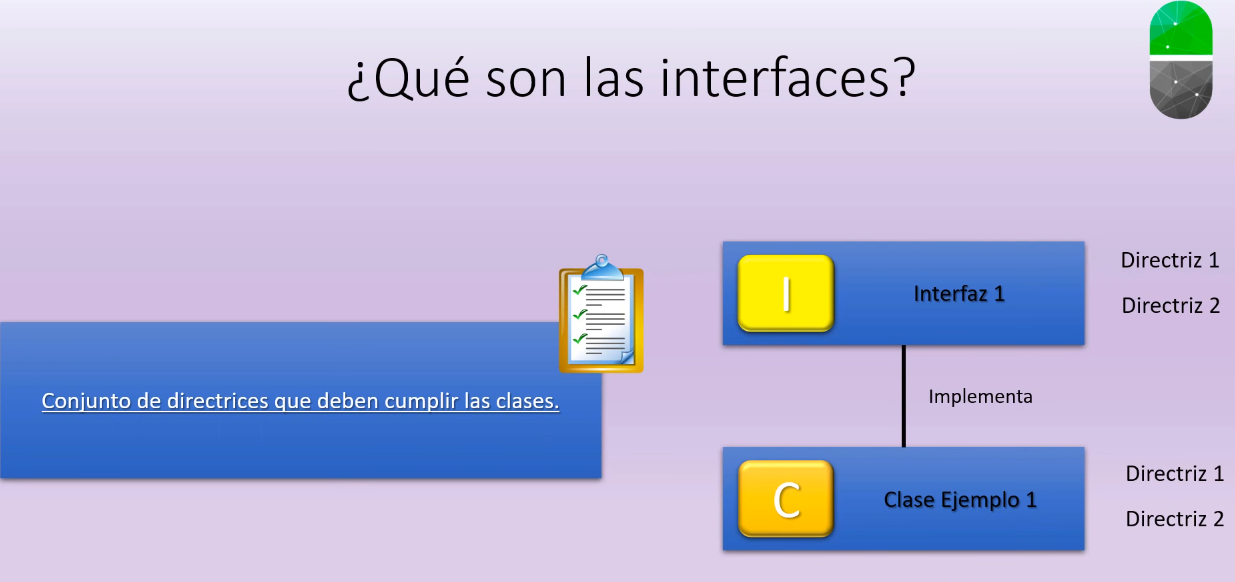 ¿Qué son las interfaces?
Conjunto de directrices que deben cumplir las clases.
I
Interfaz 1
Directriz 1
Directriz 2
Implementa
C
Clase Ejemplo 1
Directriz 1
Directriz 2